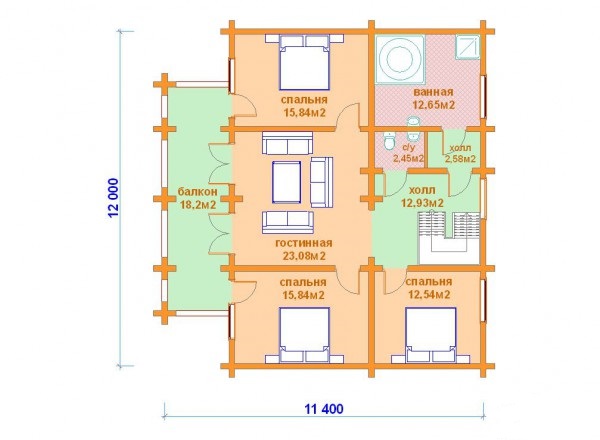 спальня
15,84м2
ванная
12,65м2
с/у
2,45м2
холл
2,58м2
балкон
18,2м2
холл
12,93м2
гостинная
23,08м2
спальня
15,84м2
спальня
12,54м2
12 000
11 400